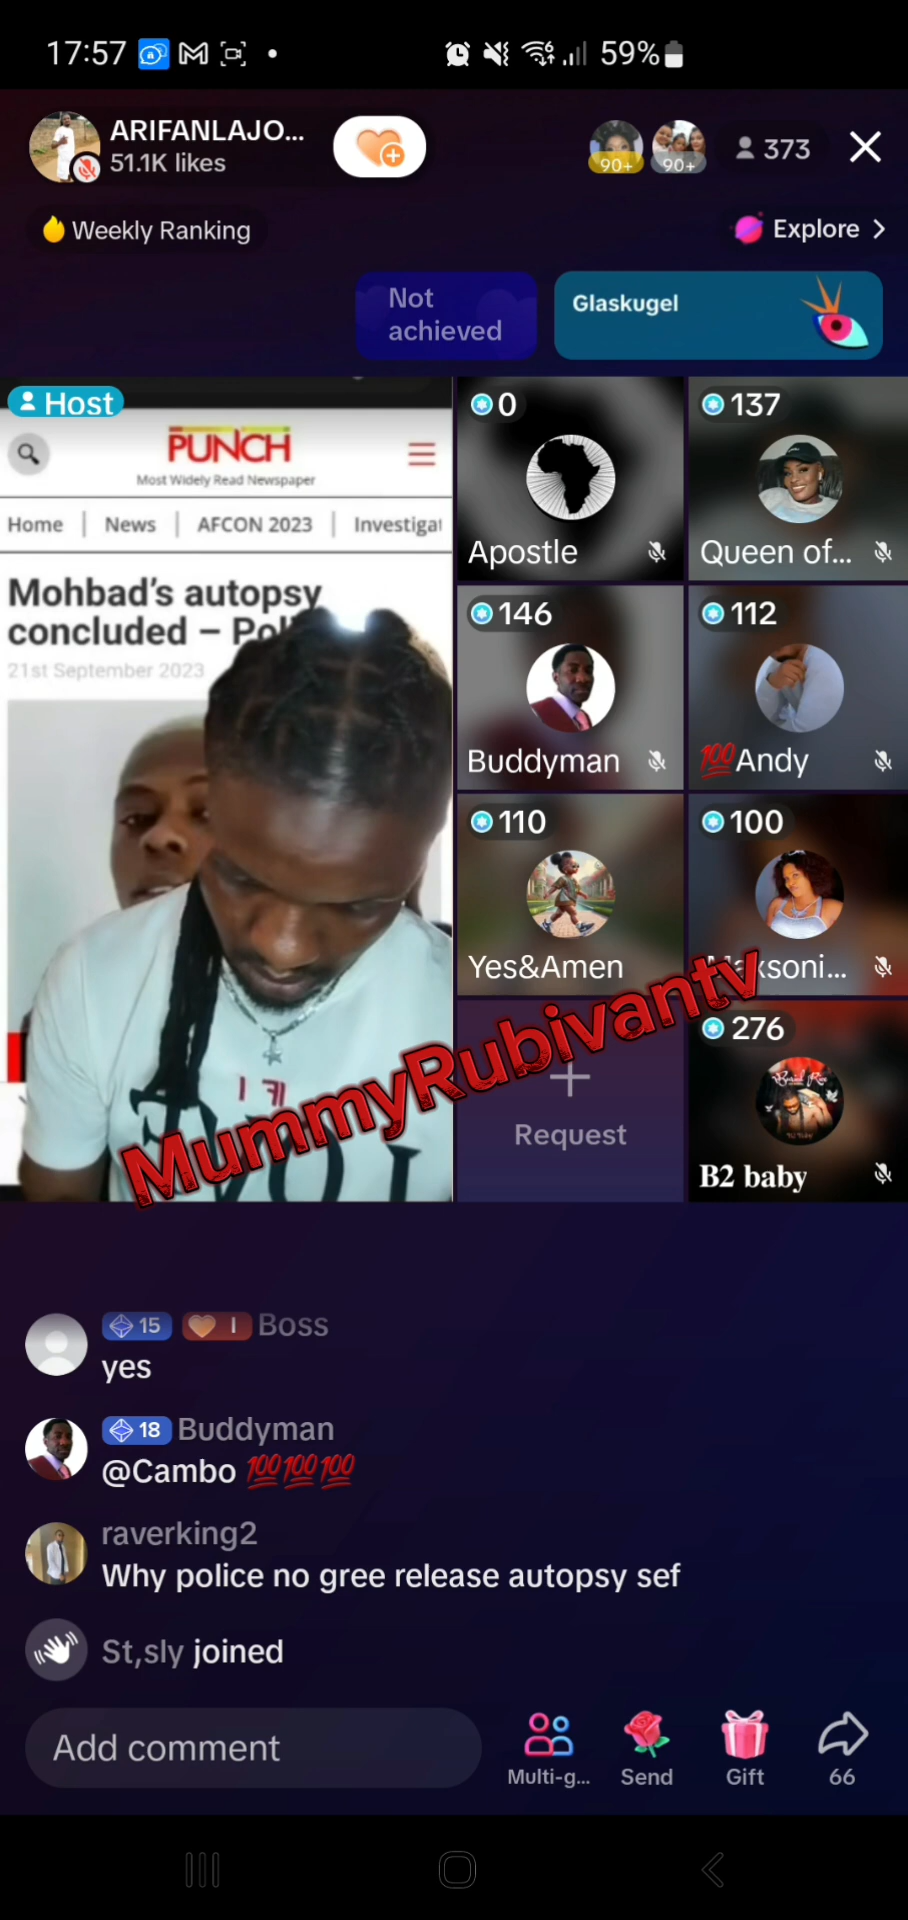 17:57
59%
ARIFANLAJO...
51.1K likes
90+
90+
373
Weekly Ranking
Explore
Not
achieved
Glaskugel
Host
PUNCH
Most Widely Read Newspaper
Home | News | AFCON 2023 | Investigat
Mohbad's autopsy
concluded – Pol
21st September 2023
0
Apostle
137
Queen of...
146
Buddyman
112
💯Andy
110
Yes&Amen
100
Maxsoni...
276
B2 baby
+
Request
MummyRubivantv
15 I Boss
yes
18 Buddyman
@Cambo 💯💯💯
raverking2
Why police no gree release autopsy sef
St,sly joined
Add comment
Multi-g...
Send
Gift
66